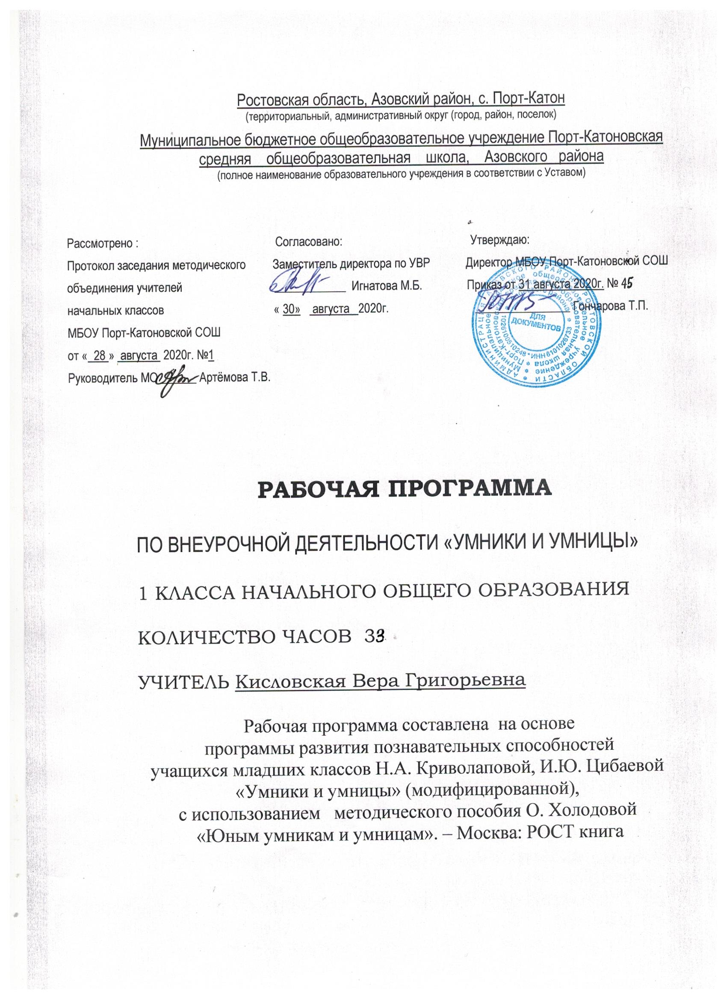 Ростовская область, Азовский район, с. Порт-Катон
(территориальный, административный округ (город, район, поселок)
Муниципальное бюджетное общеобразовательное учреждение Порт-Катоновская
средняя общеобразовательная школа, Азовского района
(полное наименование образовательного учреждения в соответствии с Уставом)
Рассмотрено :
Протокол заседания методического
объединения учителей
начальных классов
МБОУ Порт-Катоновской СОШ
от « 28 » августа 2020г. №1
Руководитель МО Артёмова Т.В.
Согласовано:
Заместитель директора по УВР
Игнатова М.Б.
« 30» августа 2020г.
Утверждаю:
Директор МБОУ Порт-Катоновской СОШ
Приказ от 31 августа 2020г. № 45
Гончарова Т.П.
АДМИНИСТРАЦИЯ АЗОВСКОГО РАЙОНА РОСТОВСКОЙ ОБЛАСТИ
1026100510248 * ИНН 6101028733
ДЛЯ
ДОКУМЕНТОВ
РАБОЧАЯ ПРОГРАММА
ПО ВНЕУРОЧНОЙ ДЕЯТЕЛЬНОСТИ «УМНИКИ И УМНИЦЫ»
1 КЛАССА НАЧАЛЬНОГО ОБЩЕГО ОБРАЗОВАНИЯ
КОЛИЧЕСТВО ЧАСОВ 33
УЧИТЕЛЬ Кисловская Вера Григорьевна
Рабочая программа составлена на основе
программы развития познавательных способностей
учащихся младших классов Н.А. Криволаповой, И.Ю. Цибаевой
«Умники и умницы» (модифицированной),
с использованием методического пособия О. Холодовой
«Юным умникам и умницам». – Москва: РОСТ книга